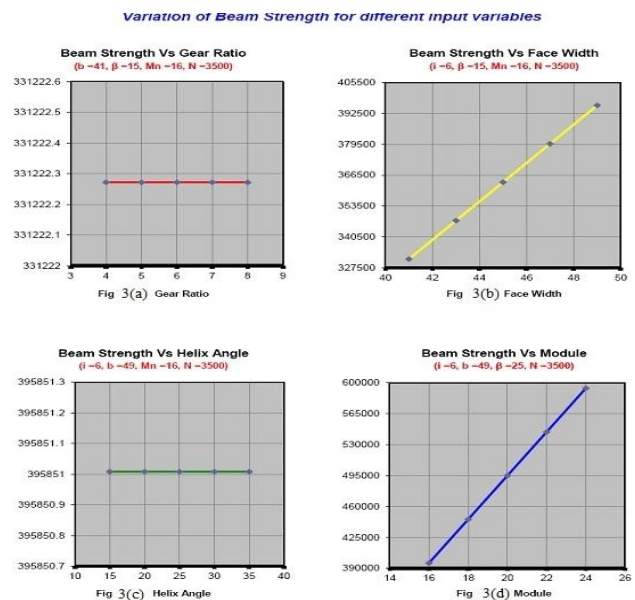 Variation of Beam Strength for different input variables
Beam Strength Vs Gear Ratio
(b =41, β =15, Mn =16, N =3500)
331222.6
331222.5
331222.4
331222.3
331222.2
331222.1
331222
3 4 5 6 7 8 9
Fig 3(a) Gear Ratio
Beam Strength Vs Face Width
(i =6, β =15, Mn =16, N =3500)
405500
392500
379500
366500
353500
340500
327500
40 42 44 46 48 50
Fig 3(b) Face Width
Beam Strength Vs Helix Angle
(i =6, b =49, Mn =16, N =3500)
395851.3
395851.2
395851.1
395851
395850.9
395850.8
395850.7
10 15 20 25 30 35 40
Fig 3(c) Helix Angle
Beam Strength Vs Module
(i =6, b =49, β =25, N =3500)
600000
565000
530000
495000
460000
425000
390000
14 16 18 20 22 24 26
Fig 3(d) Module